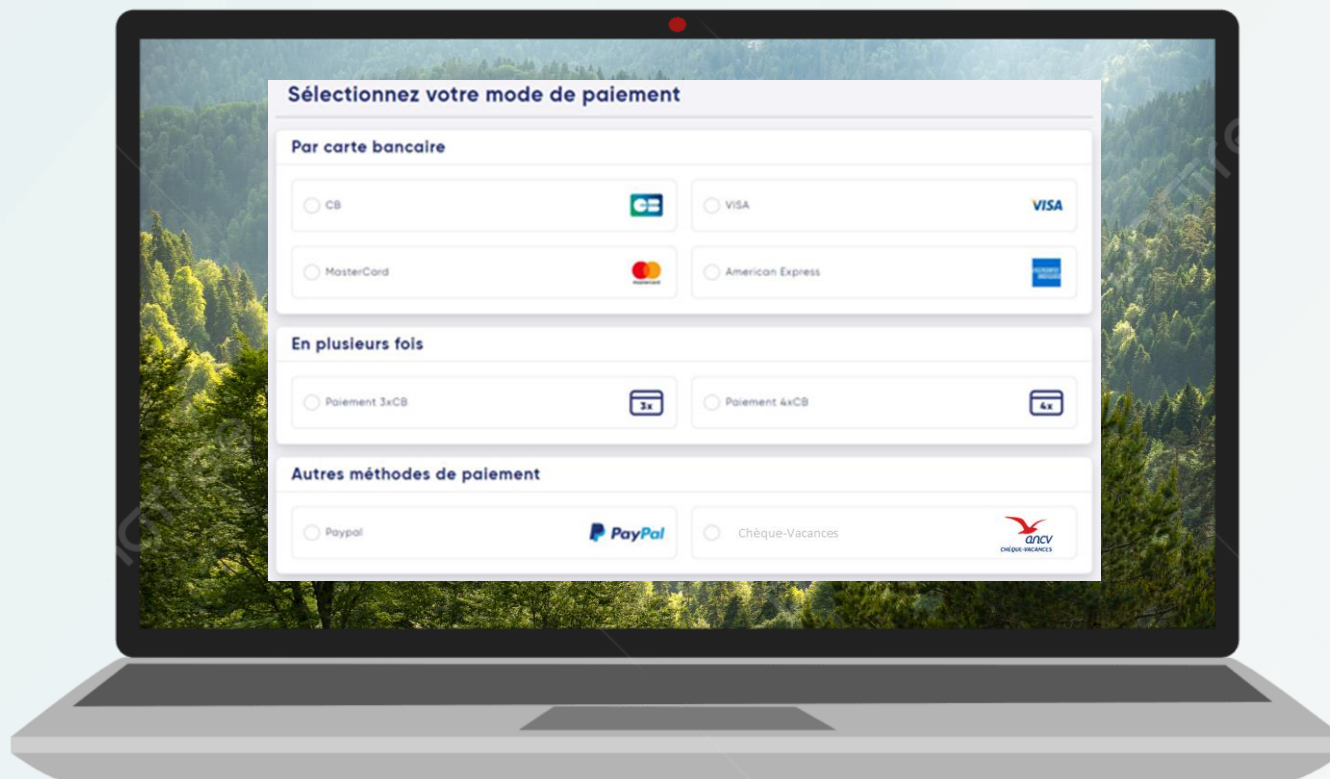 Sélectionnez votre mode de paiement
Par carte bancaire
CB
VISA
VISA
MasterCard
mastercard
American Express
En plusieurs fois
Paiement 3xCB
3x
Paiement 4xCB
4x
Autres méthodes de paiement
Paypal
PayPal
Chèque-Vacances
ancv
CHÈQUE-VACANCES